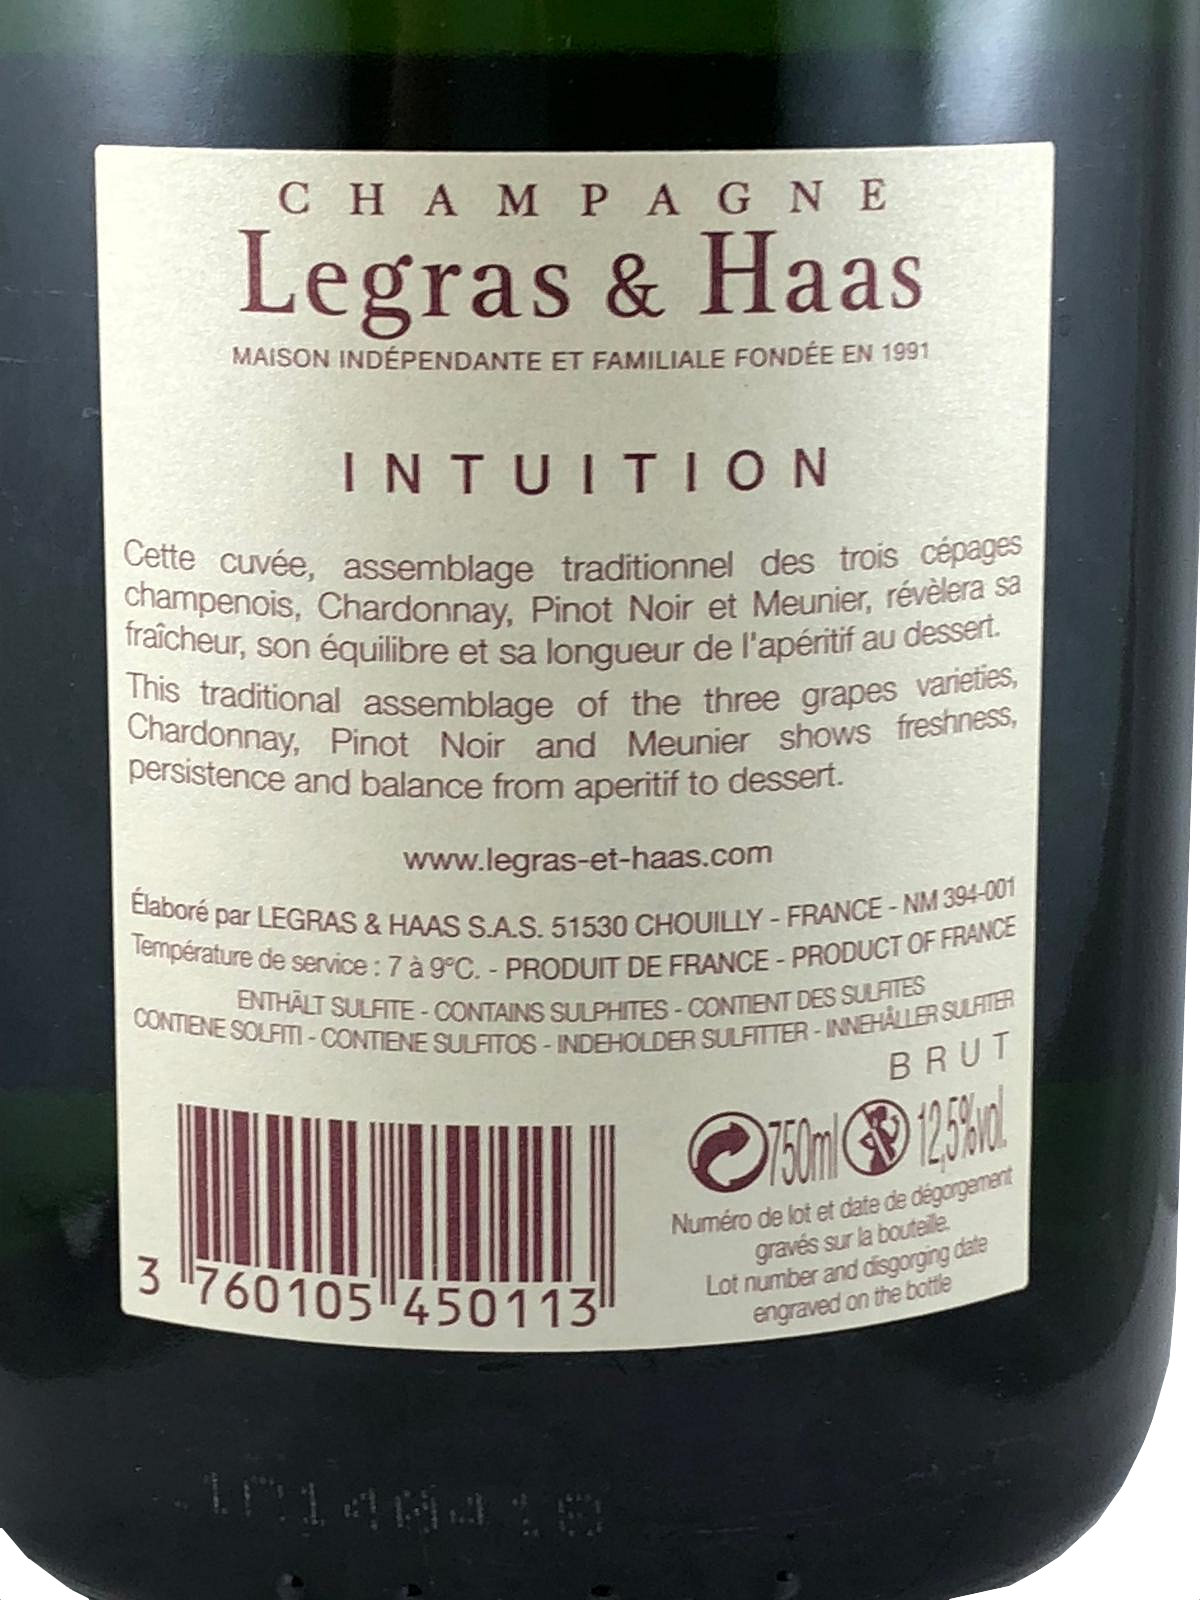 CHAMPAGNE
Legras & Haas
MAISON INDÉPENDANTE ET FAMILIALE FONDÉE EN 1991
INTUITION
Cette cuvée, assemblage traditionnel des trois cépages
champenois, Chardonnay, Pinot Noir et Meunier, révèlera sa
fraîcheur, son équilibre et sa longueur de l'apéritif au dessert.
This traditional assemblage of the three grapes varieties,
Chardonnay, Pinot Noir and Meunier shows freshness,
persistence and balance from aperitif to dessert.
www.legras-et-haas.com
Élaboré par LEGRAS & HAAS S.A.S. 51530 CHOUILLY - FRANCE - NM 394-001
Température de service : 7 à 9°C. - PRODUIT DE FRANCE - PRODUCT OF FRANCE
ENTHÄLT SULFITE - CONTAINS SULPHITES - CONTIENT DES SULFITES
CONTIENE SOLFITI - CONTIENE SULFITOS - INDEHOLDER SULFITTER - INNEHÅLLER SULFITER
BRUT
750ml 12,5%vol.
Numéro de lot et date de dégorgement
gravés sur la bouteille.
Lot number and disgorging date
engraved on the bottle
3 760105 450113